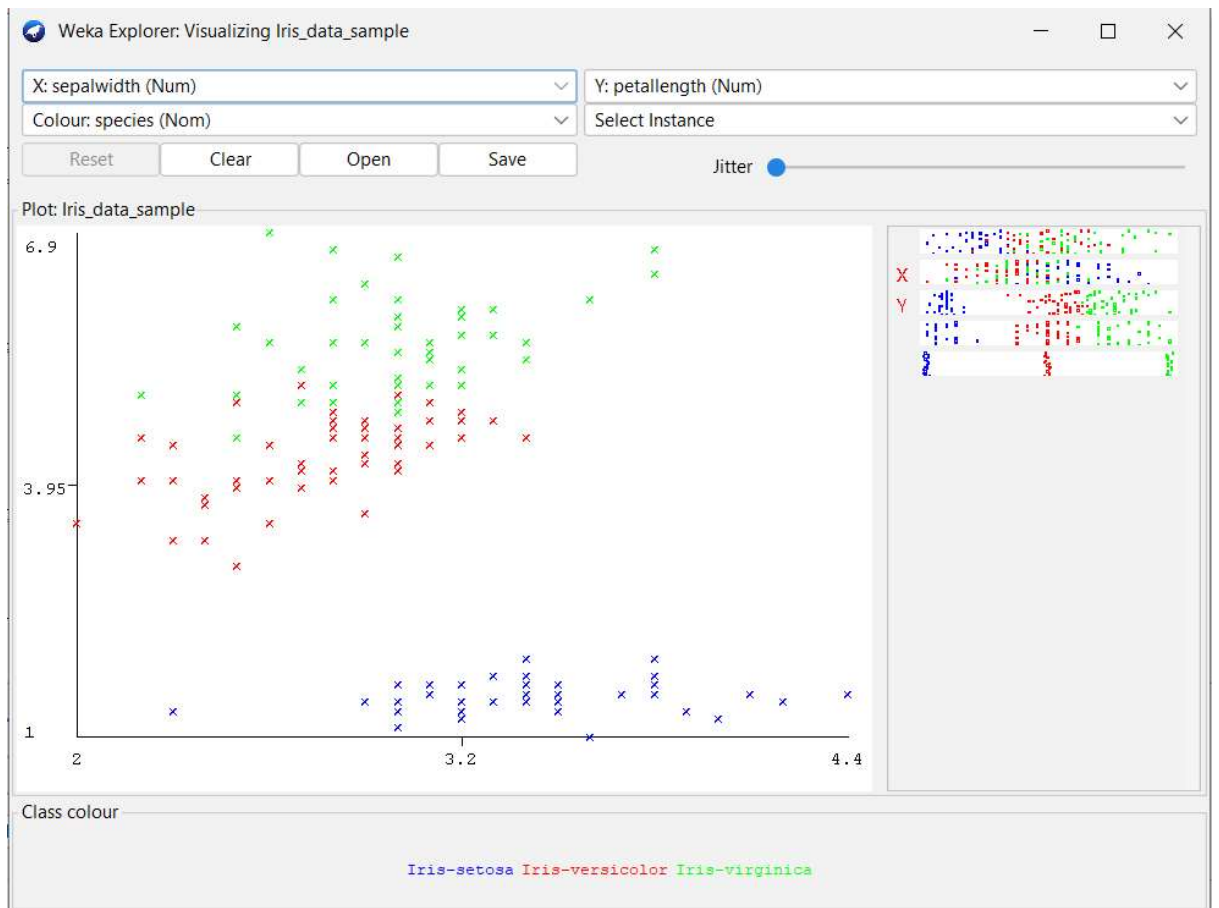 Weka Explorer: Visualizing Iris_data_sample
X: sepalwidth (Num) Y: petallength (Num)
Colour: species (Nom) Select Instance
Reset Clear Open Save Jitter
Plot: Iris_data_sample
6.9
X
Y
3.95
1
2 3.2 4.4
Class colour
Iris-setosa Iris-versicolor Iris-virginica